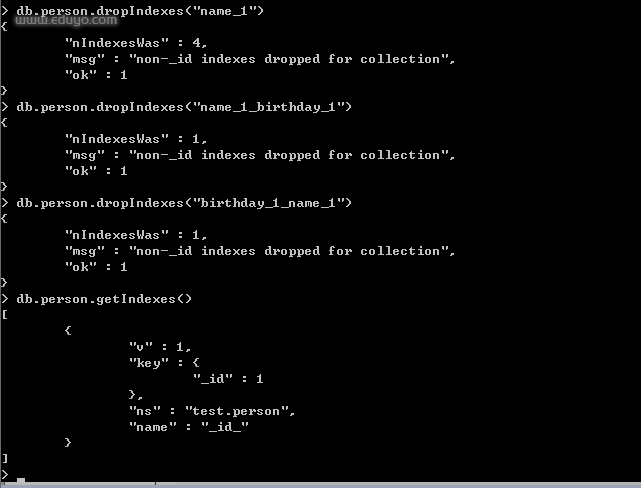 > db.person.dropIndexes("name_1")
www.eduyo.com
{
        "nIndexesWas" : 4,
        "msg" : "non-_id indexes dropped for collection",
        "ok" : 1
}
> db.person.dropIndexes("name_1_birthday_1")
{
        "nIndexesWas" : 1,
        "msg" : "non-_id indexes dropped for collection",
        "ok" : 1
}
> db.person.dropIndexes("birthday_1_name_1")
{
        "nIndexesWas" : 1,
        "msg" : "non-_id indexes dropped for collection",
        "ok" : 1
}
> db.person.getIndexes()
[
        {
                "v" : 1,
                "key" : {
                        "_id" : 1
                },
                "ns" : "test.person",
                "name" : "_id_"
        }
]
>